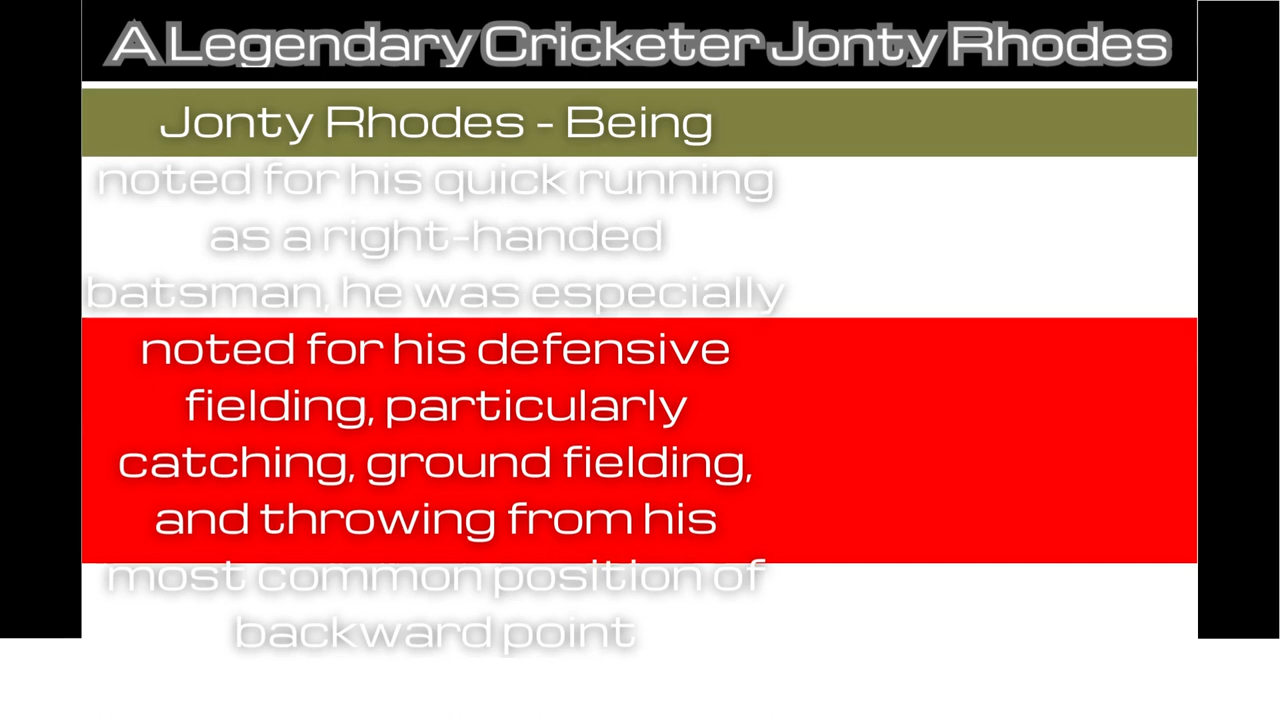 A Legendary Cricketer Jonty Rhodes
Jonty Rhodes - Being
noted for his quick running
as a right-handed
batsman, he was especially
noted for his defensive
fielding, particularly
catching, ground fielding,
and throwing from his
most common position of
backward point